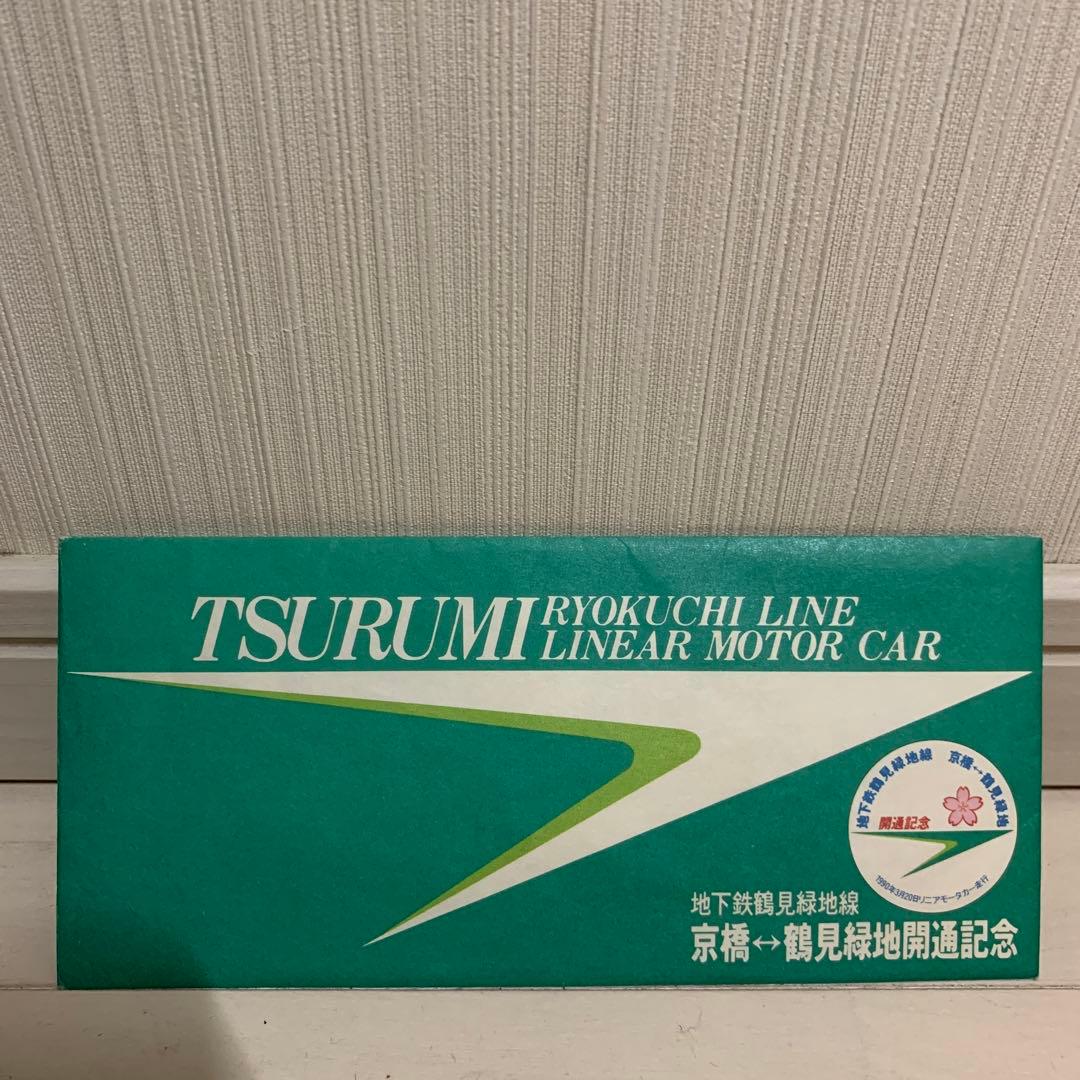 TSURUMI RYOKUCHI LINE
LINEAR MOTOR CAR
地下鉄鶴見緑地線 京橋↔鶴見緑地
開通記念
1990年3月20日リニアモーターカー走行
地下鉄鶴見緑地線
京橋↔鶴見緑地開通記念